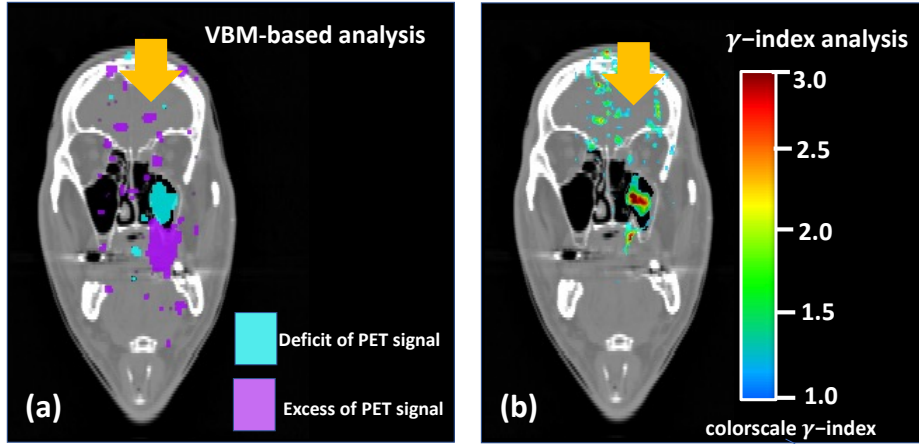 VBM-based analysis
Deficit of PET signal
Excess of PET signal
(a)
γ−index analysis
3.0
2.5
2.0
1.5
1.0
(b)
colorscale γ−index